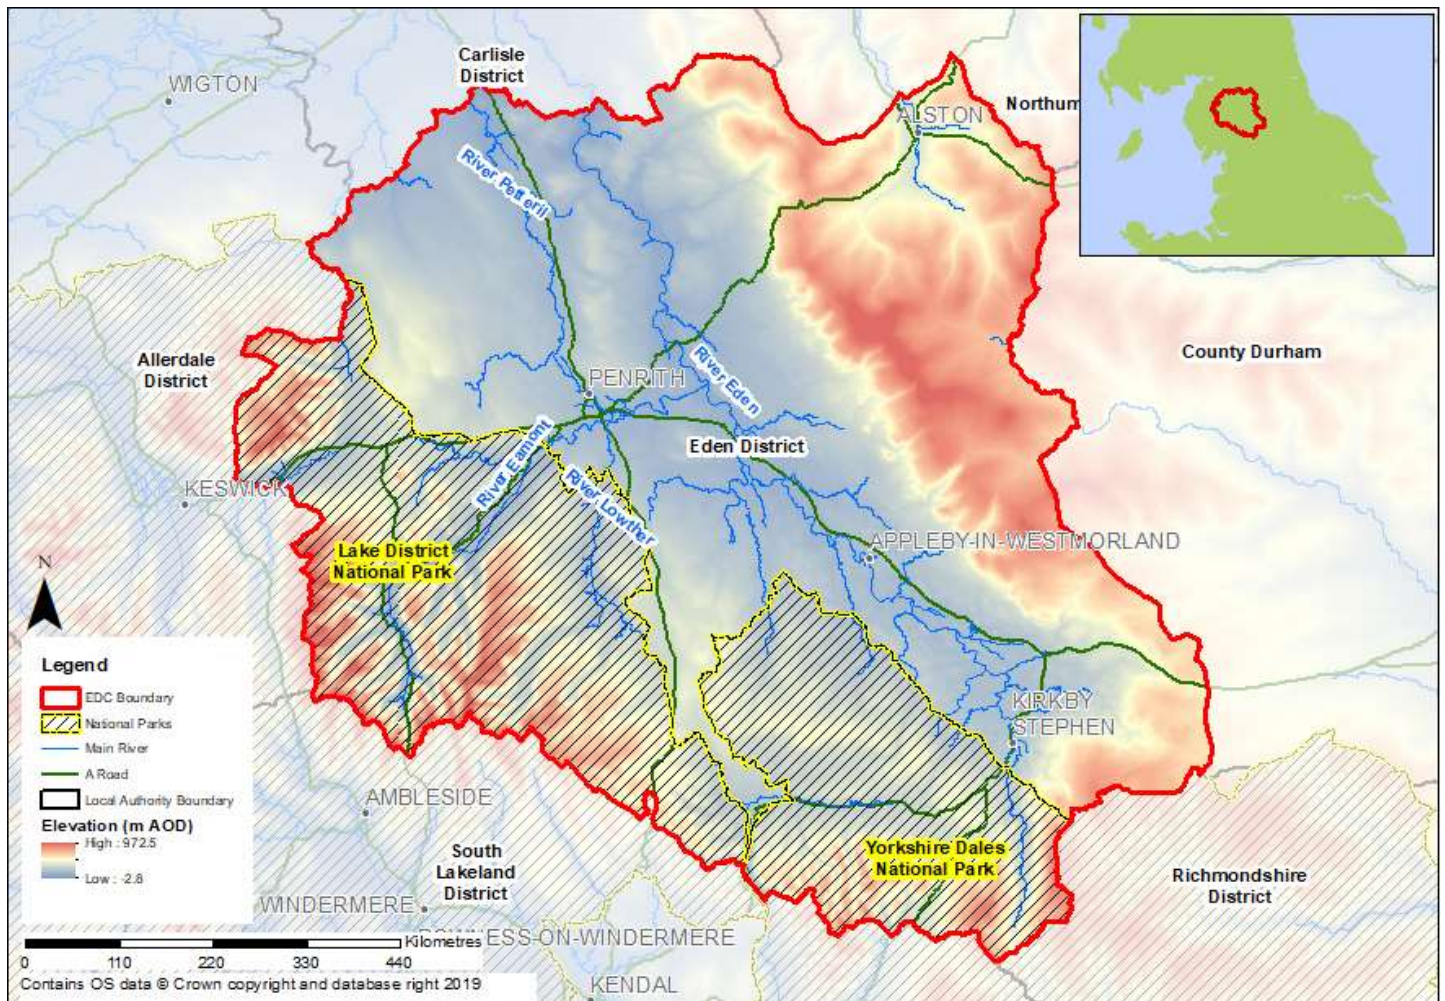 Carlisle
District
WIGTON
Northum
ALSTON
River Petteril
Allerdale
District
County Durham
PENRITH
River Eden
River Eamont
Eden District
KESWICK
River Lowther
Lake District
National Park
APPLEBY-IN-WESTMORLAND
KIRKBY
STEPHEN
AMBLESIDE
South
Lakeland
District
Yorkshire Dales
National Park
Richmondshire
District
WINDERMERE
BOWNESS-ON-WINDERMERE
KENDAL
N
Legend
EDC Boundary
National Parks
Main River
A Road
Local Authority Boundary
Elevation (m AOD)
High : 972.5
Low : -2.8
Kilometres
0 110 220 330 440
Contains OS data © Crown copyright and database right 2019